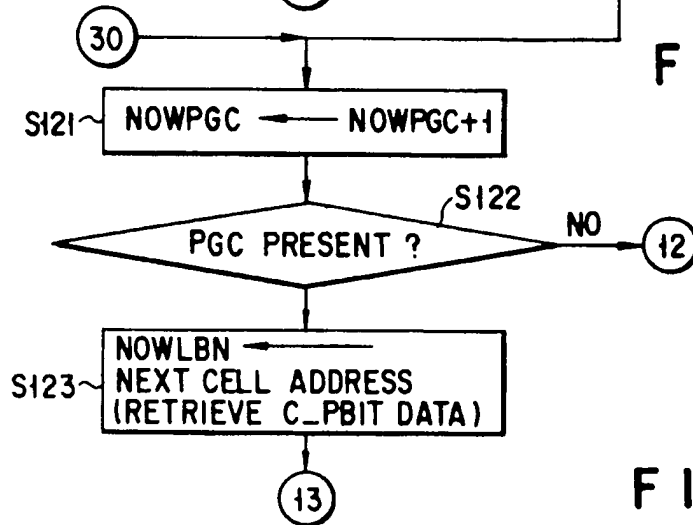 30
F
S121 NOWPGC ← NOWPGC+1
S122
PGC PRESENT ?
NO
12
NOWLBN ←
S123 NEXT CELL ADDRESS
(RETRIEVE C_PBIT DATA)
13
F I